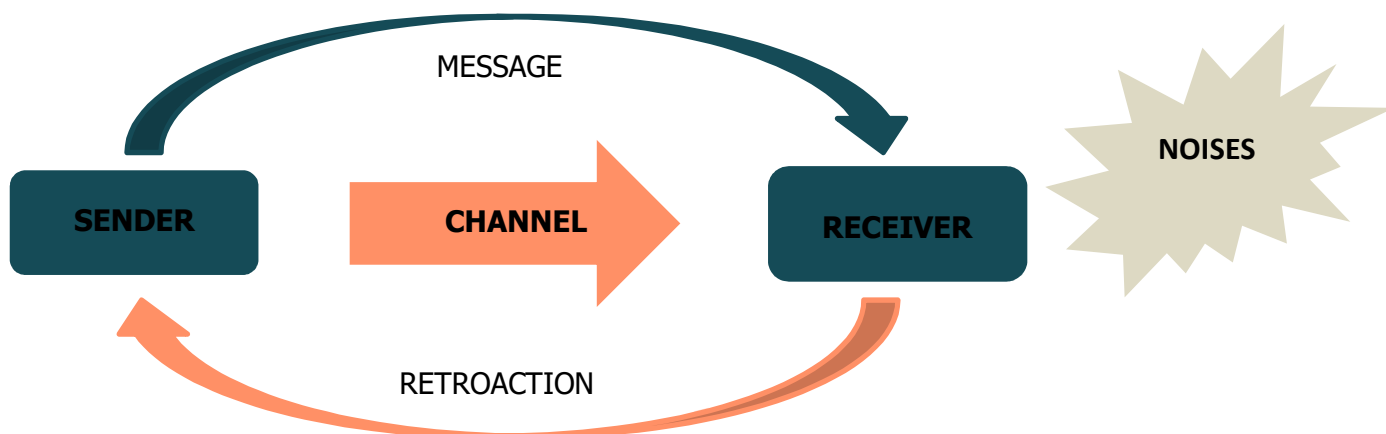 MESSAGE
NOISES
SENDER
CHANNEL
RECEIVER
RETROACTION